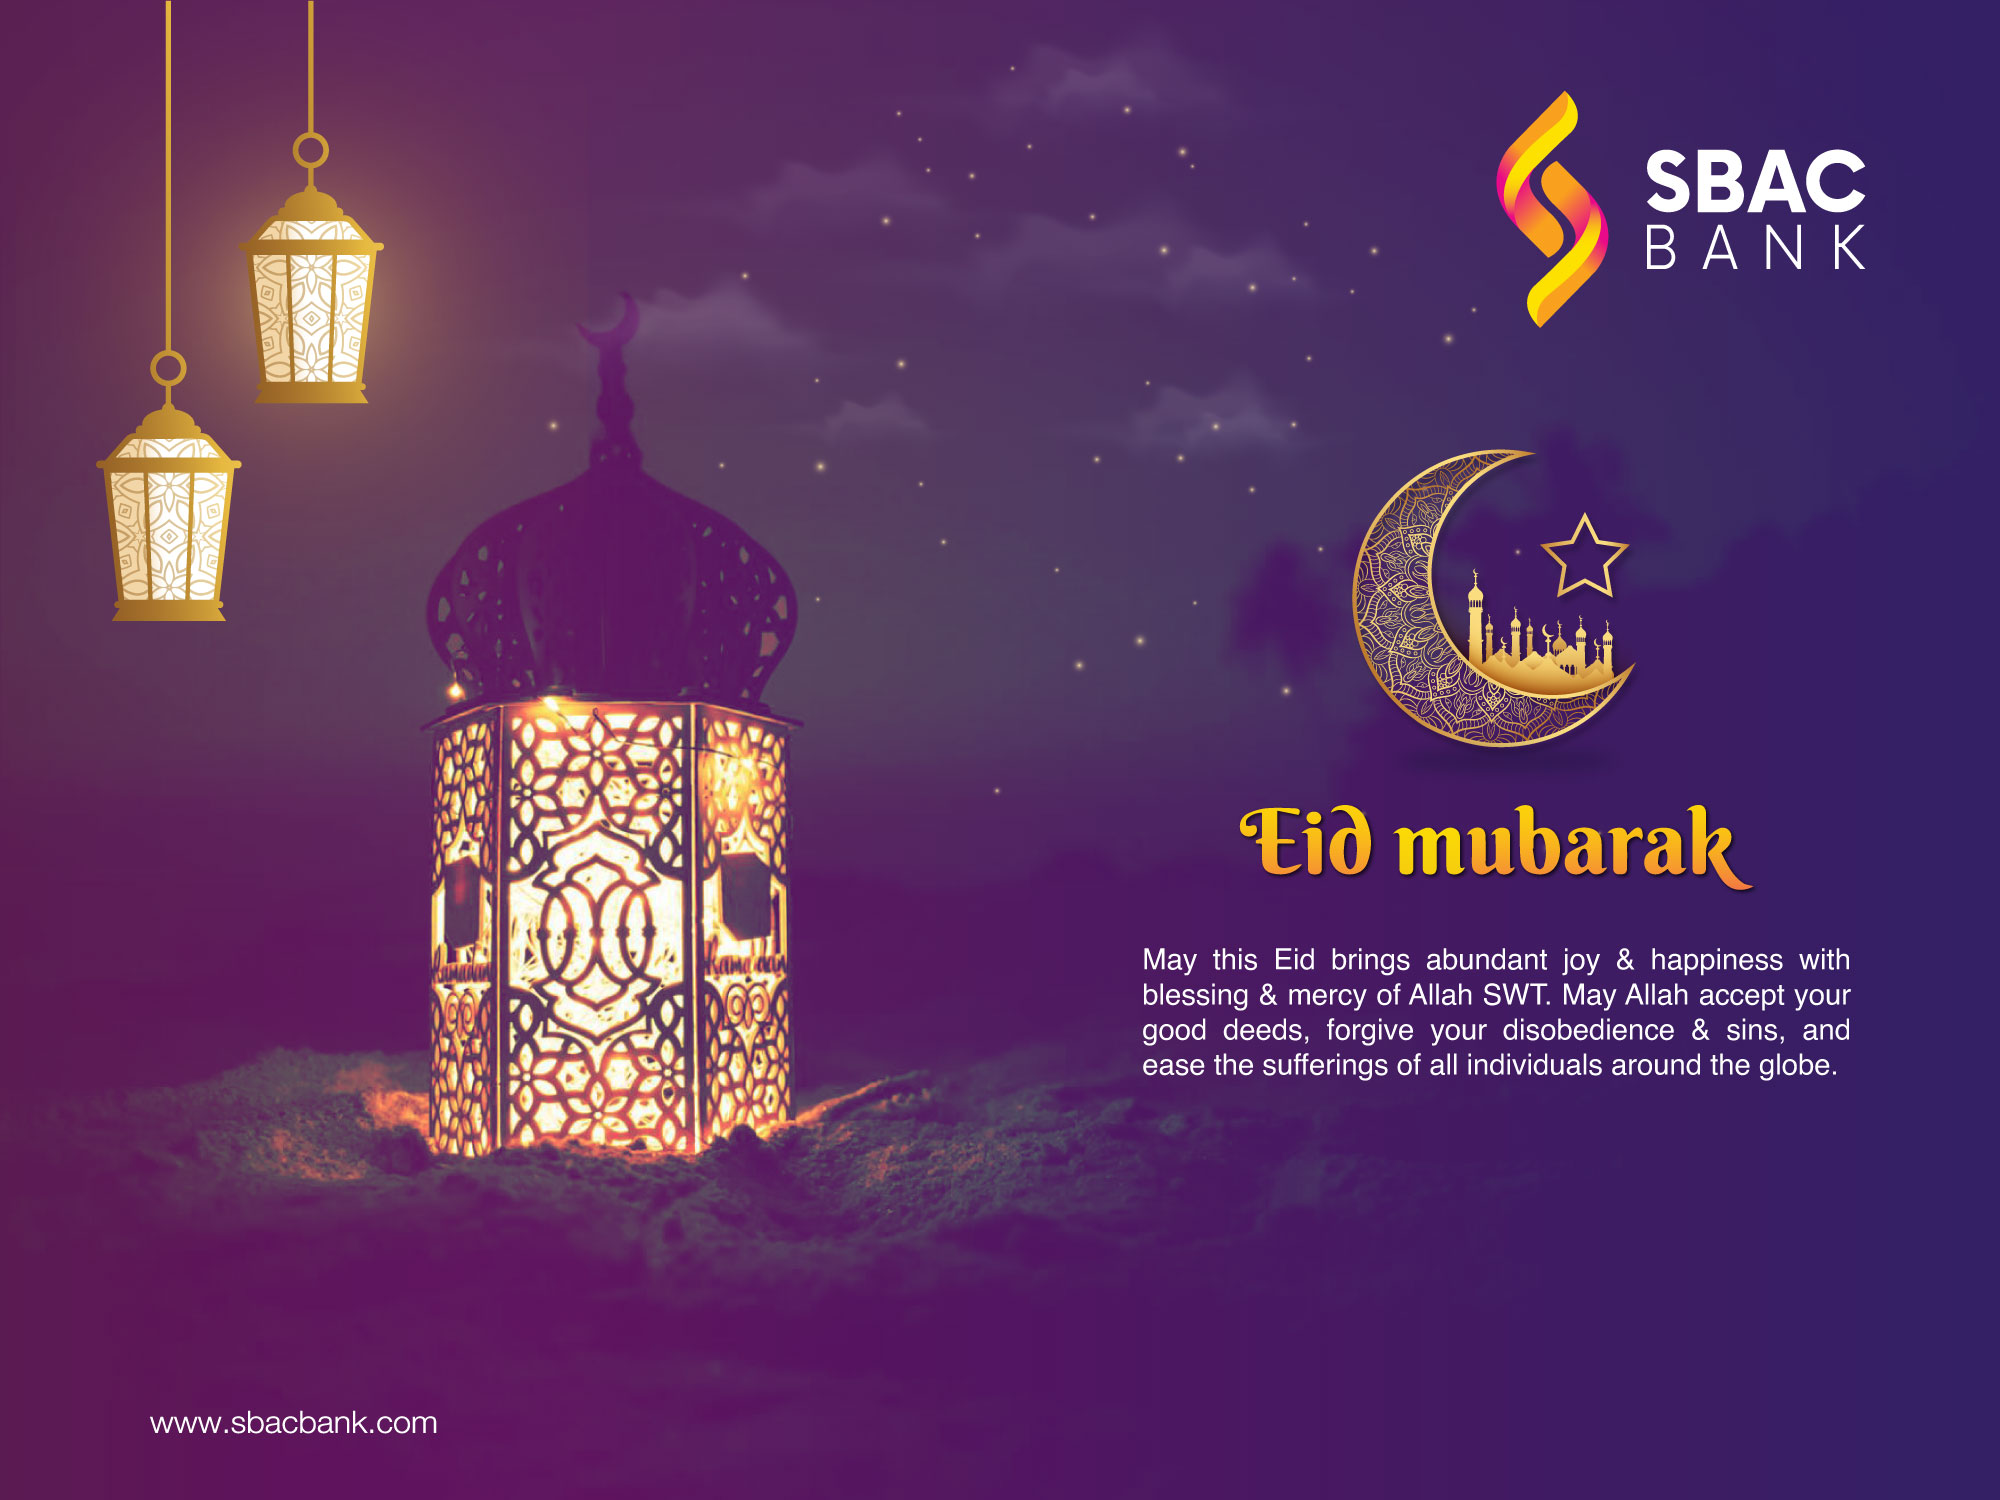 SBAC
BANK
Eid mubarak
May this Eid brings abundant joy & happiness with
blessing & mercy of Allah SWT. May Allah accept your
good deeds, forgive your disobedience & sins, and
ease the sufferings of all individuals around the globe.
Ramadan
Ramadan
www.sbacbank.com